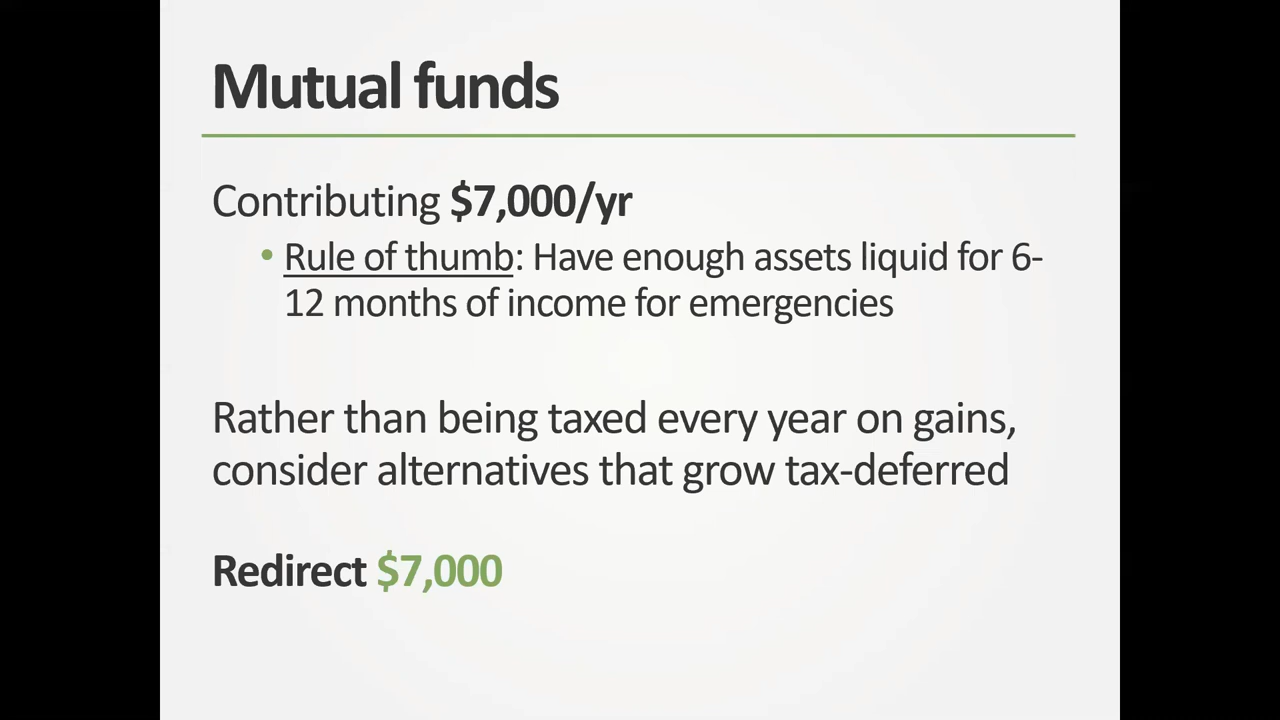 Mutual funds
Contributing $7,000/yr
• Rule of thumb: Have enough assets liquid for 6-
12 months of income for emergencies
Rather than being taxed every year on gains,
consider alternatives that grow tax-deferred
Redirect $7,000